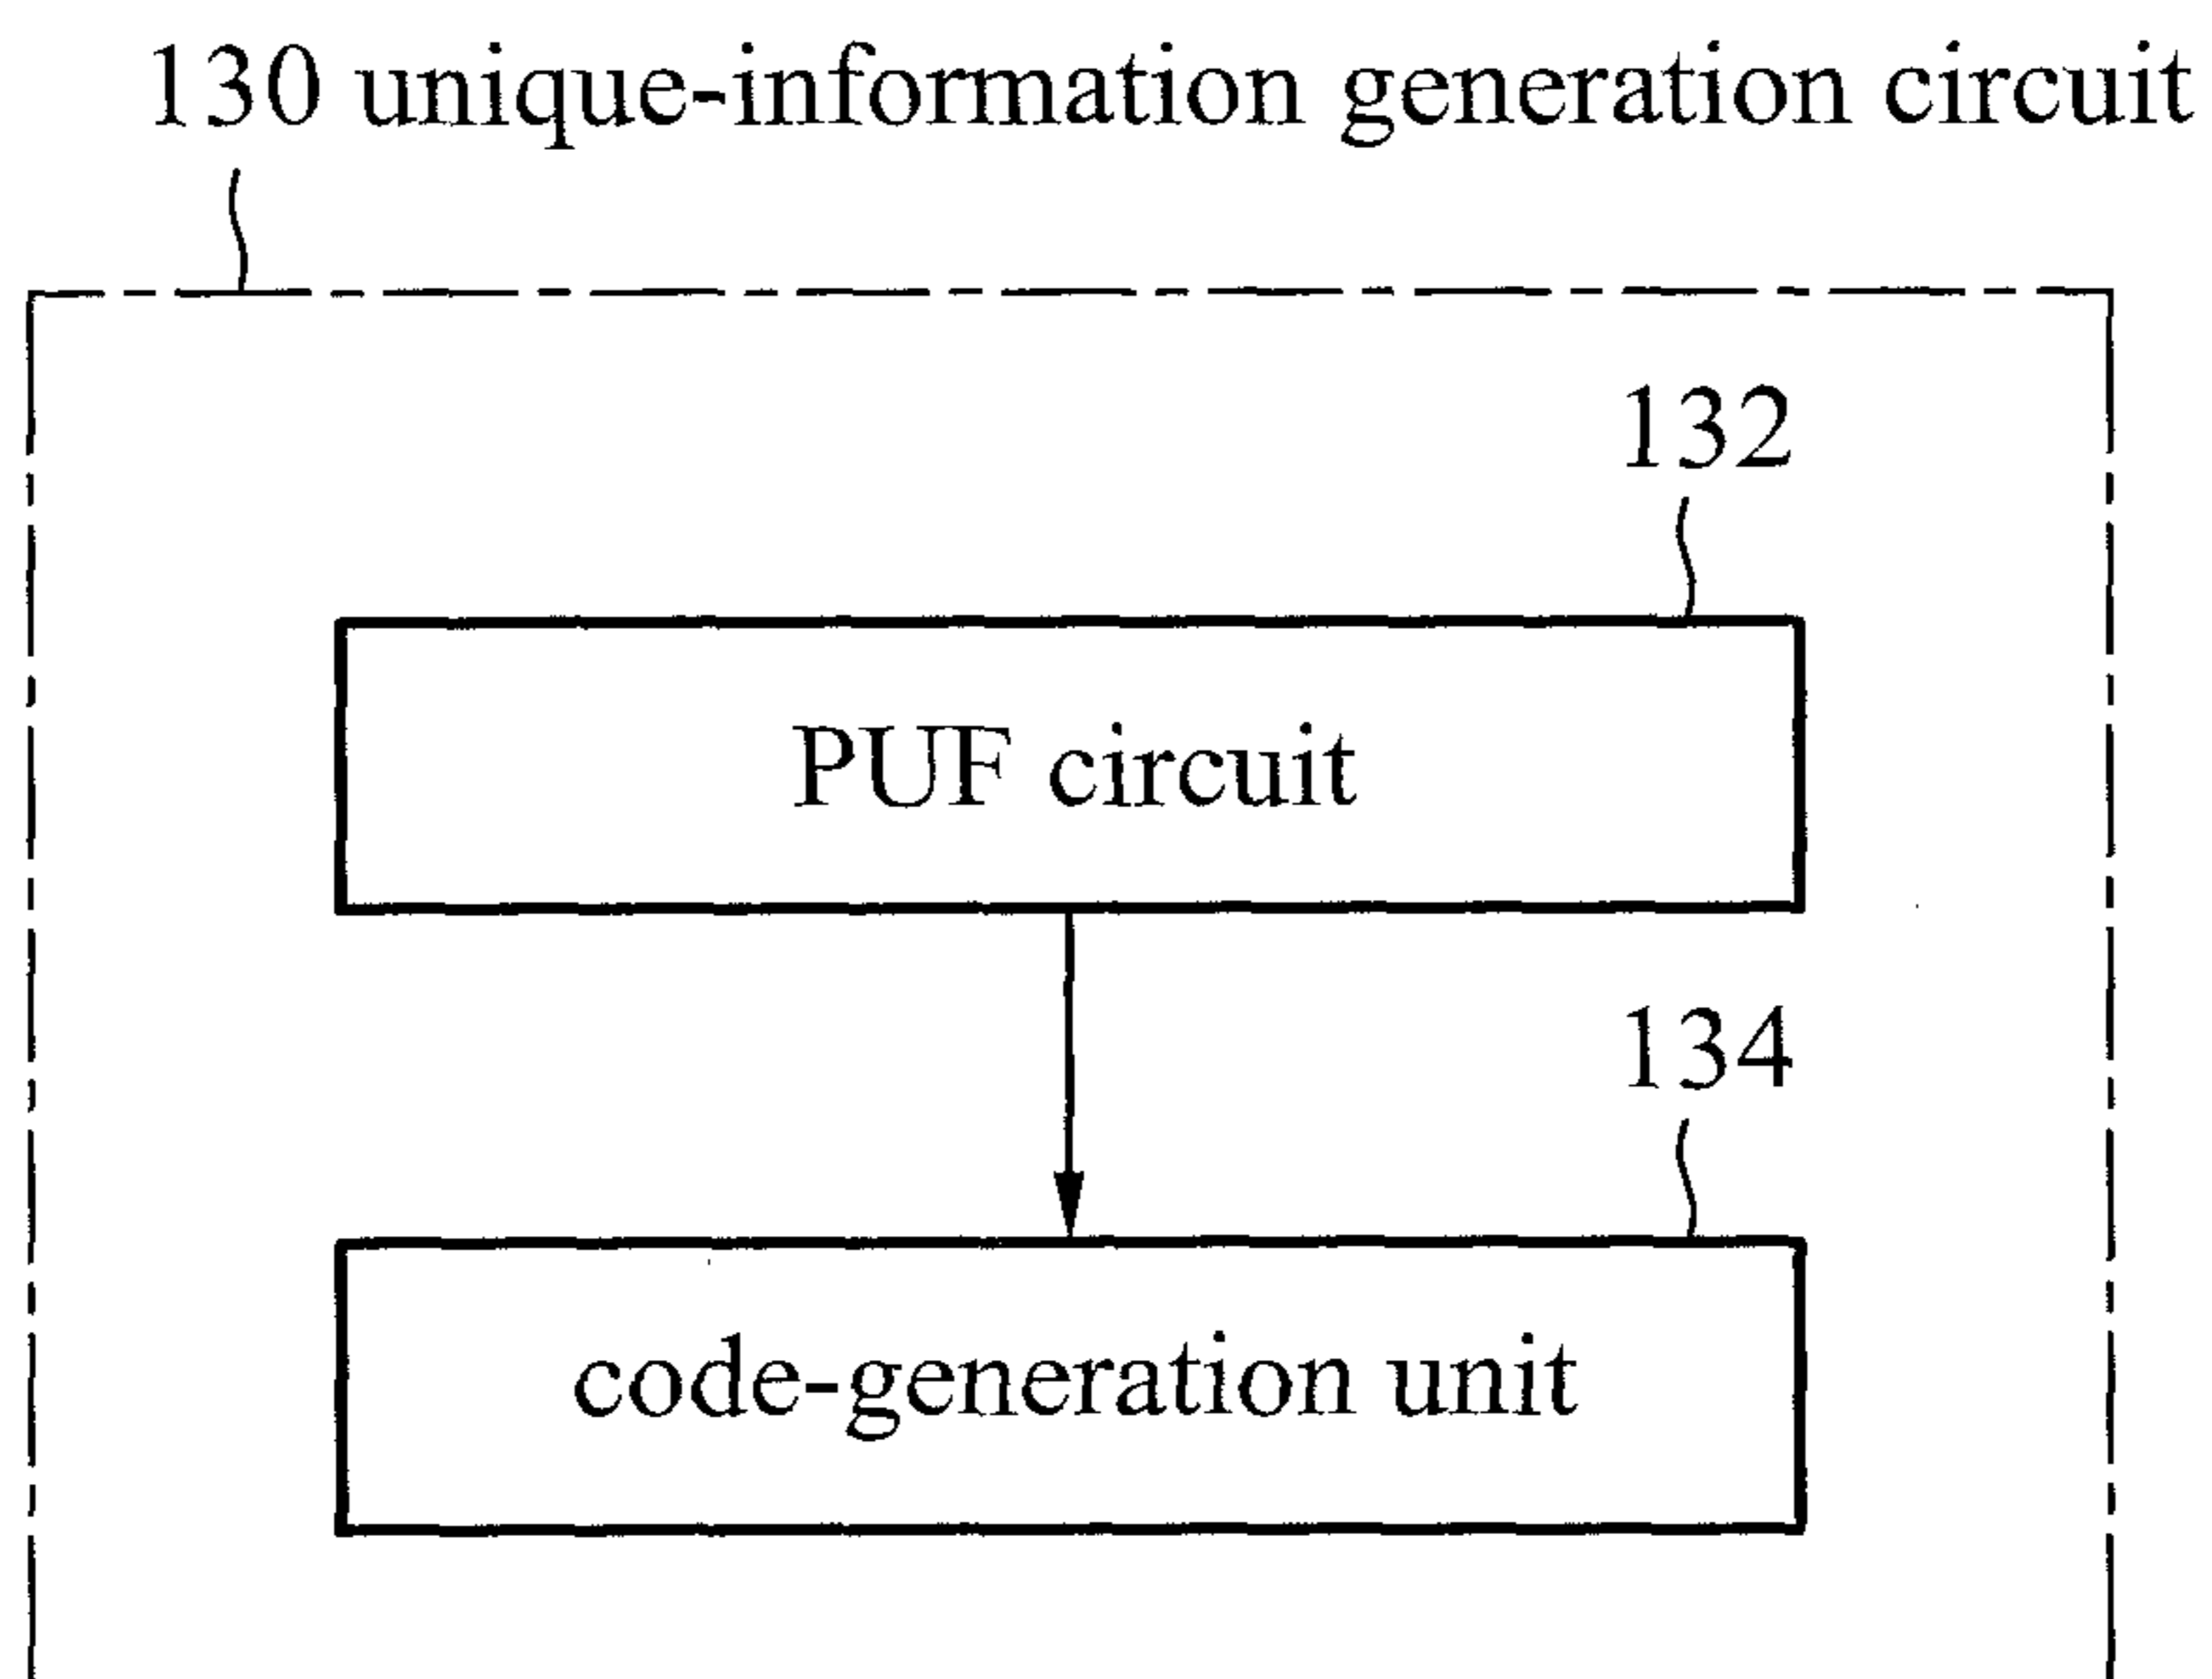 130 unique-information generation circuit
132
PUF circuit
134
code-generation unit